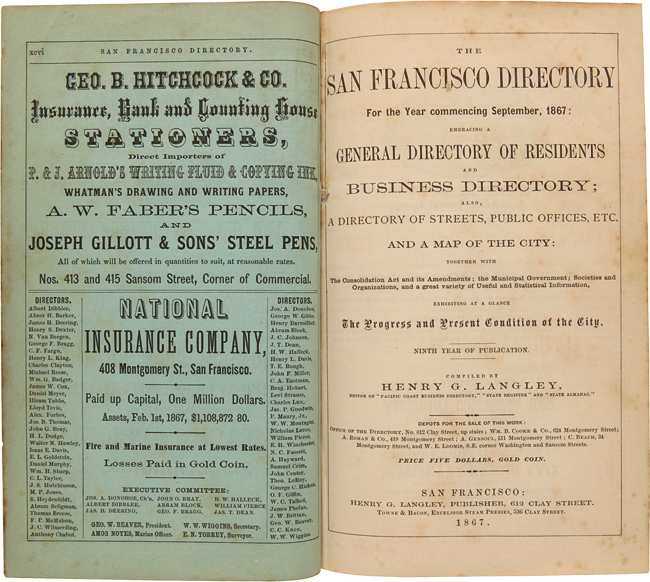 xcvi SAN FRANCISCO DIRECTORY.
GEO. B. HITCHCOCK & CO.
Insurance, Bank and Counting House
STATIONERS,
Direct Importers of
P. & J. ARNOLD'S WRITING FLUID & COPYING INK,
WHATMAN'S DRAWING AND WRITING PAPERS,
A. W. FABER'S PENCILS,
AND
JOSEPH GILLOTT & SONS' STEEL PENS,
All of which will be offered in quantities to suit, at reasonable rates.
Nos. 413 and 415 Sansom Street, Corner of Commercial.
DIRECTORS.
Albert Dibblee,
Abner H. Barker,
James H. Deering,
Henry S. Dexter,
N. Van Bergen,
George F. Bragg,
C. F. Fargo,
Henry L. King,
Charles Clayton,
Michael Reese,
Wm. G. Badger,
James W. Cox,
Daniel Meyer,
Hiram Tubbs,
Lloyd Tevis,
Alex. Forbes,
Jos. B. Thomas,
John G. Bray,
H. L. Dodge,
Walter N. Hawley,
Isaac E. Davis,
E. L. Goldstein,
Daniel Murphy,
Wm. H. Sharp,
C. L. Taylor,
J. S. Hutchinson,
M. P. Jones,
S. Heydenfeldt,
Abram Seligman,
Thomas Brooks,
F. P. McMahon,
J. C. Wilmerding,
Anthony Chabot.
NATIONAL
INSURANCE COMPANY,
408 Montgomery St., San Francisco.
Paid up Capital, One Million Dollars.
Assets, Feb. 1st, 1867, $1,108,872 80.
Fire and Marine Insurance at Lowest Rates.
Losses Paid in Gold Coin.
EXECUTIVE COMMITTEE:
JOS. A. DONOHOE, Ch'n, JOHN G. BRAY, H. W. HALLECK,
ALBERT DIBBLEE, ABRAM BLOCK, WILLIAM PIERCE
JAS. H. DEERING, GEO. F. BRAGG, JAS. T. DEAN.
GEO. W. BEAVER, President. W. W. WIGGINS, Secretary.
AMOS NOYES, Marine Officer. E. N. TORREY, Surveyor.
DIRECTORS.
Jos. A. Donohoe,
George W. Gibbs,
Henry Barroilhet,
Abram Block,
J. C. Johnson,
J. T. Dean,
H. W. Halleck,
Henry L. Davis,
T. E. Baugh,
John F. Miller,
C. A. Eastman,
Benj. Hobart,
Levi Strauss,
Charles Lux,
Jas. P. Goodwin,
P. Maury, Jr.,
W. W. Montague,
Nicholas Larco,
William Pierce,
E. H. Winchester,
N. C. Fassett,
A. Hayward,
Samuel Crim,
John Center,
Theo. LeRoy,
George C. Hickox,
O. F. Giffin,
W. C. Talbot,
James Phelan,
J. W. Brittan,
Geo. W. Beaver,
C. C. Knox,
W. W. Wiggins.
THE
SAN FRANCISCO DIRECTORY
For the Year commencing September, 1867:
EMBRACING A
GENERAL DIRECTORY OF RESIDENTS
AND
BUSINESS DIRECTORY;
ALSO,
A DIRECTORY OF STREETS, PUBLIC OFFICES, ETC.
AND A MAP OF THE CITY:
TOGETHER WITH
The Consolidation Act and its Amendments; the Municipal Government; Societies and
Organizations, and a great variety of Useful and Statistical Information,
EXHIBITING AT A GLANCE
The Progress and Present Condition of the City.
NINTH YEAR OF PUBLICATION.
COMPILED BY
HENRY G. LANGLEY,
EDITOR OF "PACIFIC COAST BUSINESS DIRECTORY," "STATE REGISTER" AND "STATE ALMANAC."
DEPOTS FOR THE SALE OF THIS WORK:
OFFICE OF THE DIRECTORY, No. 612 Clay Street, up stairs; WM. B. COOKE & CO., 624 Montgomery Street;
A. ROMAN & CO., 419 Montgomery Street; A. GENSOUL, 511 Montgomery Street; C. BEACH, 34
Montgomery Street, and W. E. LOOMIS, S.E. corner Washington and Sansom Streets.
PRICE FIVE DOLLARS, GOLD COIN.
SAN FRANCISCO:
HENRY G. LANGLEY, PUBLISHER, 612 CLAY STREET.
TOWNE & BACON, EXCELSIOR STEAM PRESSES, 536 CLAY STREET.
1867.